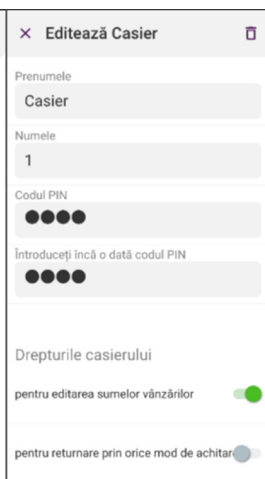 Editează Casier
Prenumele
Casier
Numele
1
Codul PIN
Întroduceți încă o dată codul PIN
Drepturile casierului
pentru editarea sumelor vânzărilor
pentru returnare prin orice mod de achitare